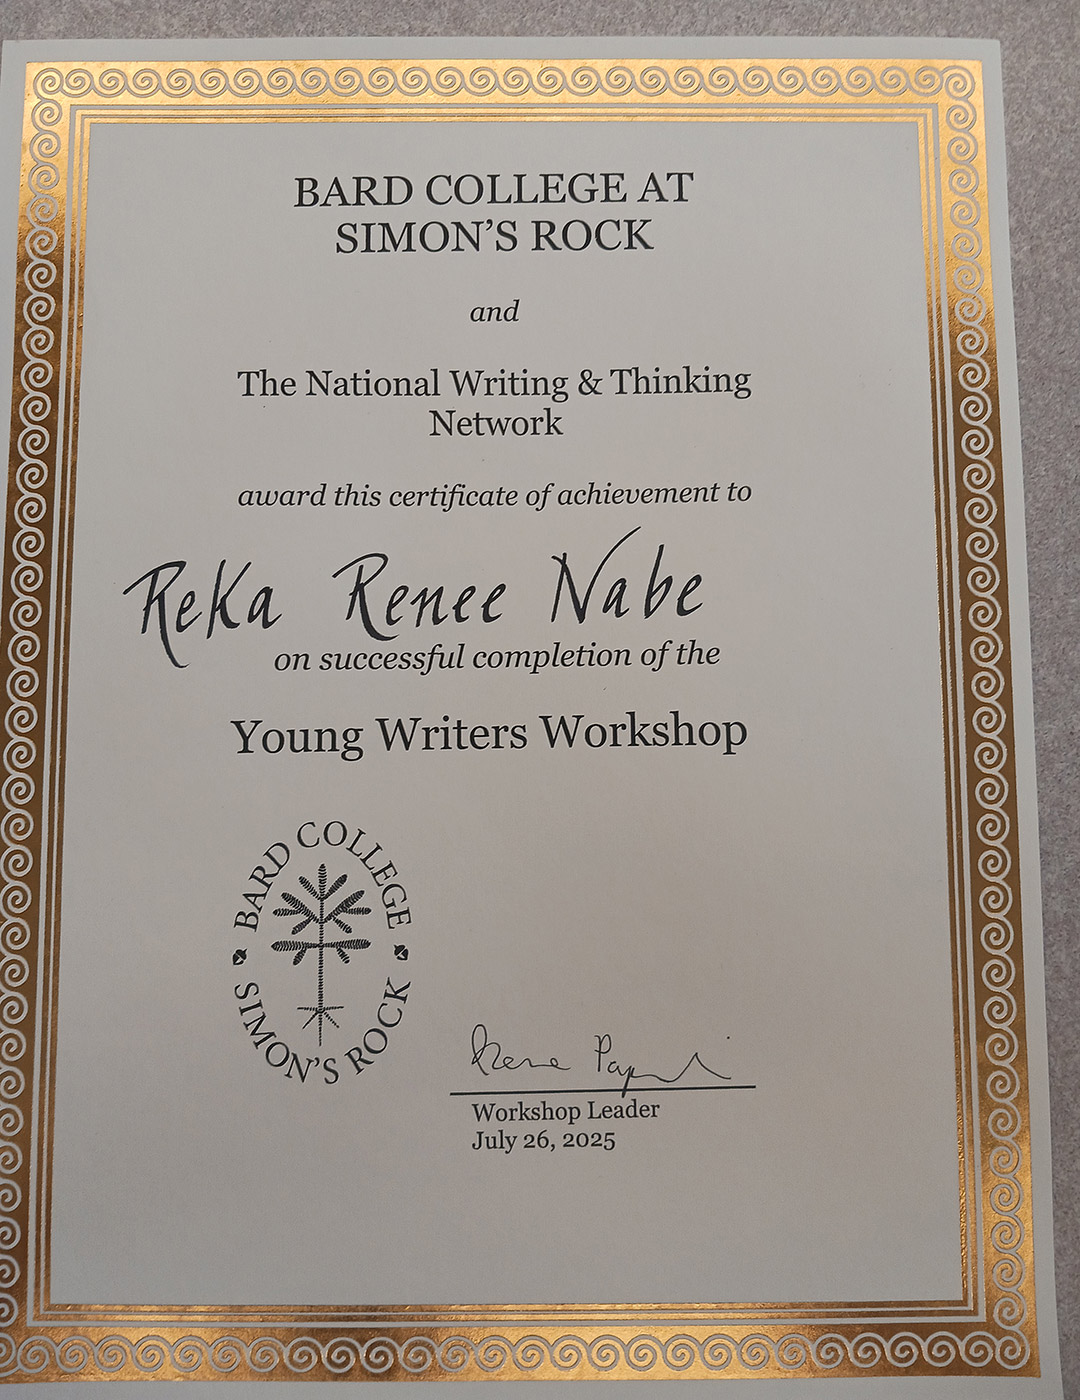 BARD COLLEGE AT
SIMON'S ROCK
and
The National Writing & Thinking
Network
award this certificate of achievement to
Reka Renee Nabe
on successful completion of the
Young Writers Workshop
BARD COLLEGE
SIMON'S ROCK
Irene
Workshop Leader
July 26, 2025